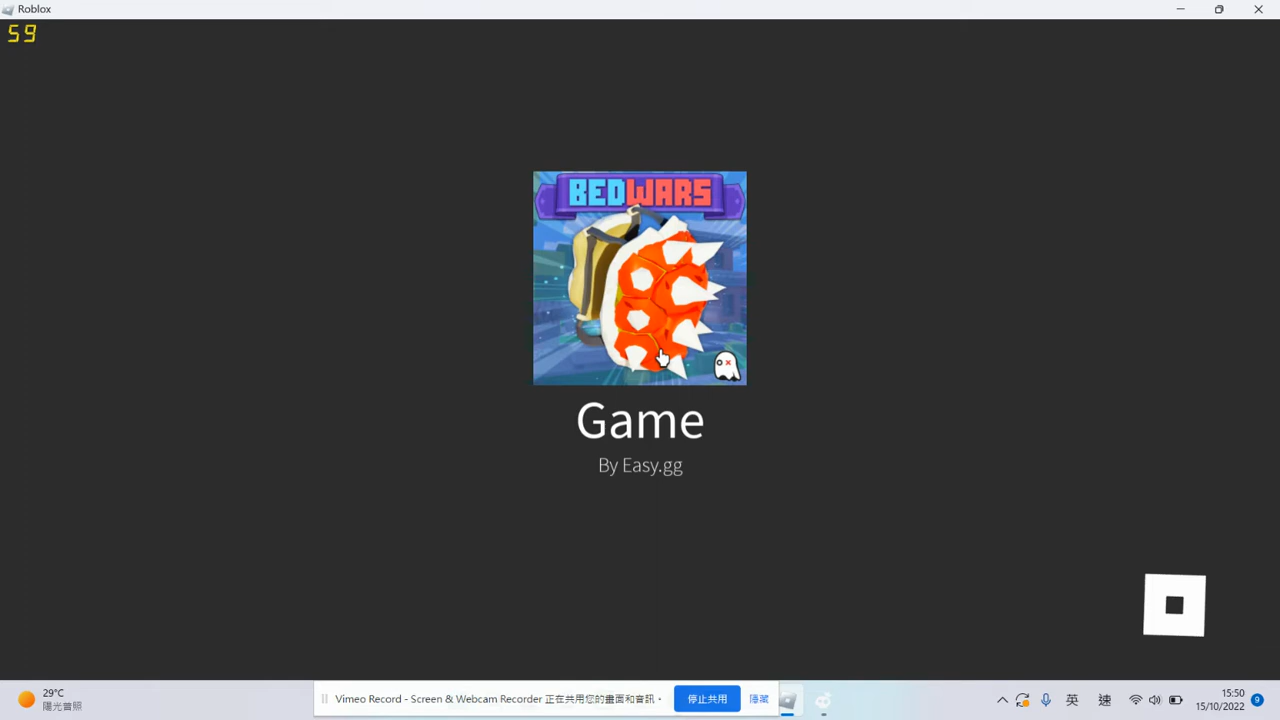 Roblox
59
BEDWARS
Game
By Easy.gg
29°C
陽光普照
Vimeo Record - Screen & Webcam Recorder 正在共用您的畫面和音訊。
停止共用
隱藏
英
速
15:50
15/10/2022
9